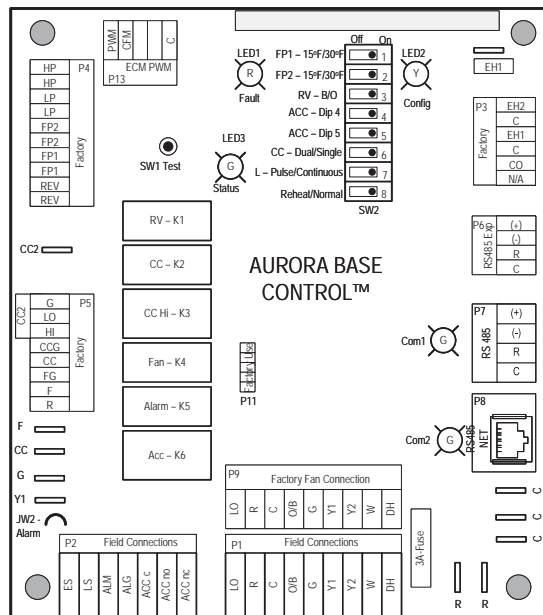 PWM
CFM
C
ECM PWM
P13
LED1
R
Fault
Off On
FP1 – 15ºF/30ºF 1
FP2 – 15ºF/30ºF 2
RV – B/O 3
ACC – Dip 4 4
ACC – Dip 5 5
CC – Dual/Single 6
L – Pulse/Continuous 7
Reheat/Normal 8
SW2
LED2
Y
Config
EH1
HP P4
HP
LP
LP
FP2
FP2
FP1
FP1
REV
REV
Factory
SW1 Test
LED3
G
Status
P3
Factory
EH2
C
EH1
C
CO
N/A
RV – K1
CC – K2
CC Hi – K3
Fan – K4
Alarm – K5
Acc – K6
AURORA BASE
CONTROL™
CC2
P6
RS485 Exp
(+)
(-)
R
C
CC2
G P5
LO
HI
CCG
CC
FG
F
R
Factory
Factory Use
P11
Com1
G
P7
RS 485
(+)
(-)
R
C
Com2
G
P8
RS485
NET
F
CC
G
Y1
JW2 -
Alarm
P9 Factory Fan Connection
LO R C O/B G Y1 Y2 W DH
3A-Fuse
C
C
C
P2 Field Connections
ES LS ALM ALG ACC c ACC no ACC nc
P1 Field Connections
LO R C O/B G Y1 Y2 W DH
R R